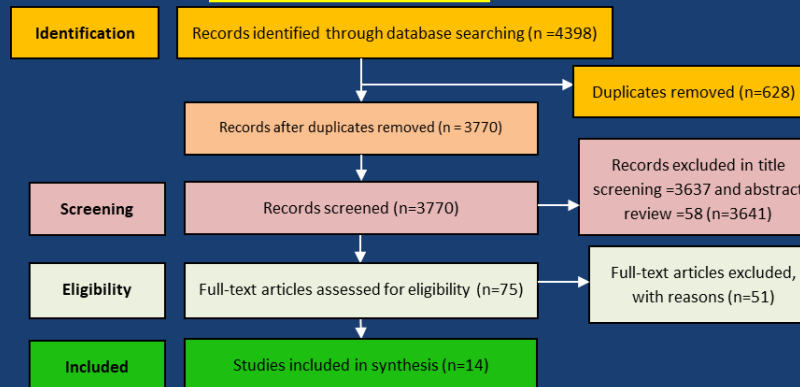 Identification
Records identified through database searching (n =4398)
Duplicates removed (n=628)
Records after duplicates removed (n = 3770)
Records excluded in title
screening =3637 and abstract
review =58 (n=3641)
Screening
Records screened (n=3770)
Eligibility
Full-text articles assessed for eligibility (n=75)
Full-text articles excluded,
with reasons (n=51)
Included
Studies included in synthesis (n=14)